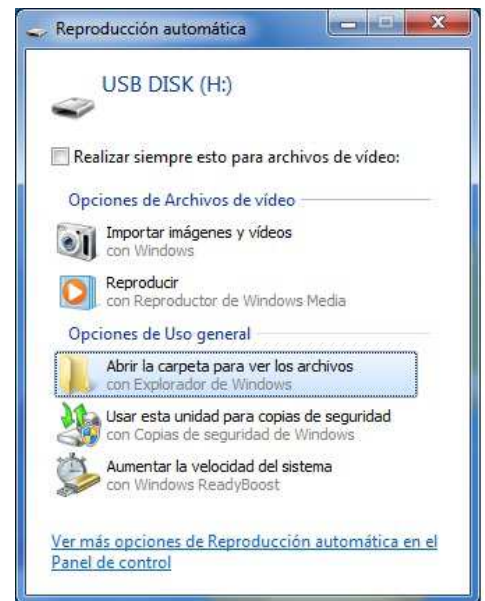 Reproducción automática
USB DISK (H:)
Realizar siempre esto para archivos de vídeo:
Opciones de Archivos de vídeo
Importar imágenes y vídeos
con Windows
Reproducir
con Reproductor de Windows Media
Opciones de Uso general
Abrir la carpeta para ver los archivos
con Explorador de Windows
Usar esta unidad para copias de seguridad
con Copias de seguridad de Windows
Aumentar la velocidad del sistema
con Windows ReadyBoost
Ver más opciones de Reproducción automática en el
Panel de control